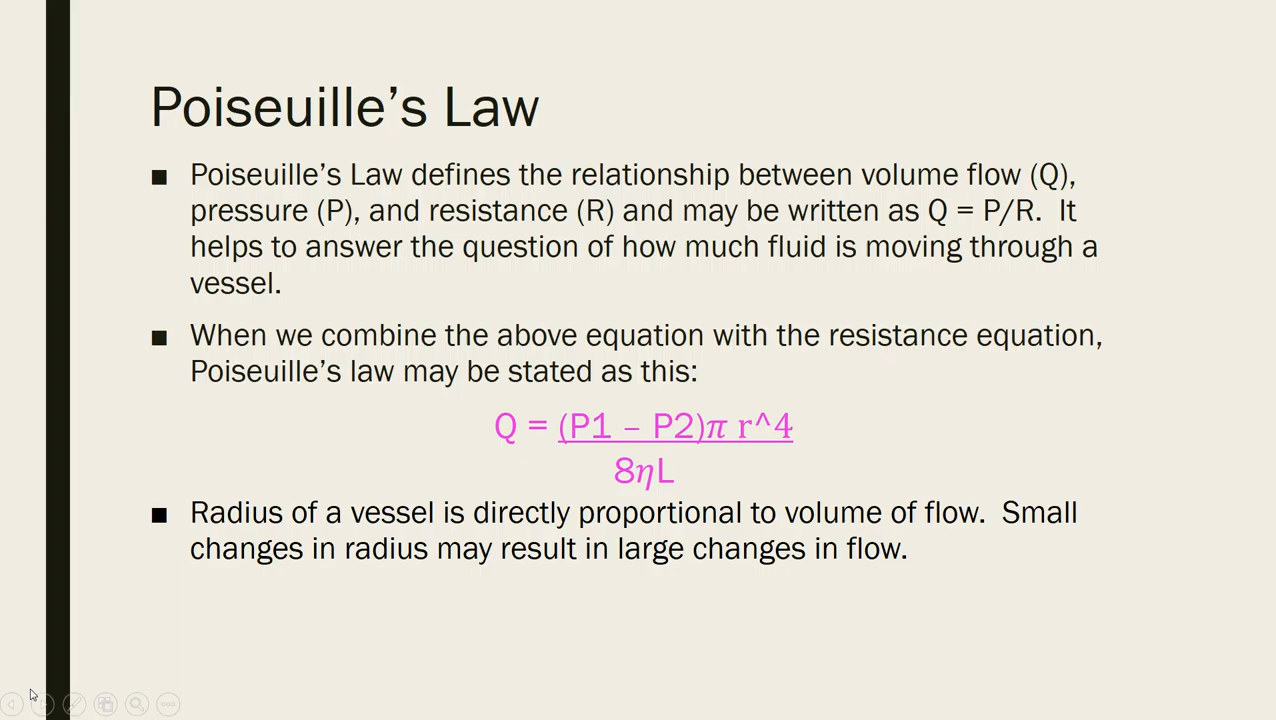 Poiseuille’s Law
■ Poiseuille’s Law defines the relationship between volume flow (Q),
pressure (P), and resistance (R) and may be written as Q = P/R.  It
helps to answer the question of how much fluid is moving through a
vessel.
■ When we combine the above equation with the resistance equation,
Poiseuille’s law may be stated as this:
Q = (P1 – P2)𝜋 r^4
8𝜂L
■ Radius of a vessel is directly proportional to volume of flow.  Small
changes in radius may result in large changes in flow.